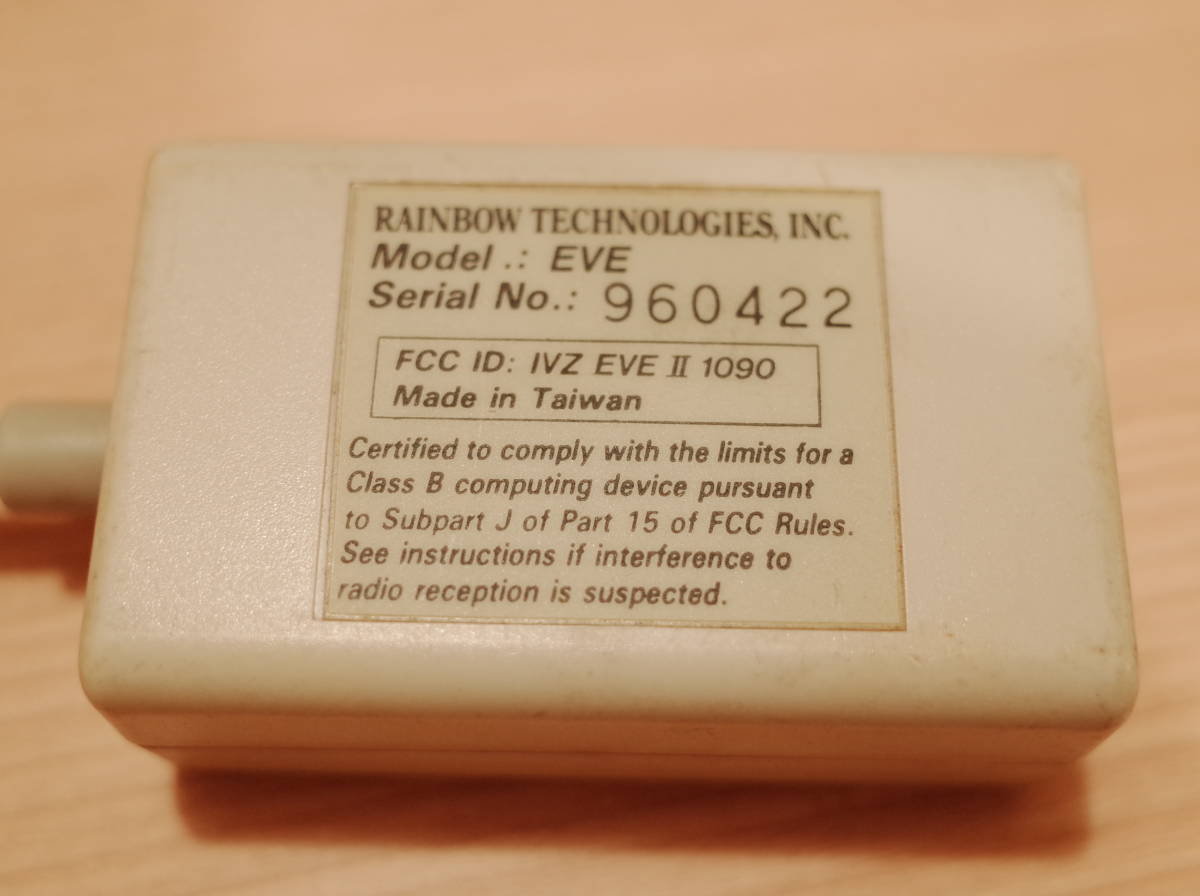 RAINBOW TECHNOLOGIES, INC.
Model .: EVE
Serial No.: 960422
FCC ID: IVZ EVE II 1090
Made in Taiwan
Certified to comply with the limits for a
Class B computing device pursuant
to Subpart J of Part 15 of FCC Rules.
See instructions if interference to
radio reception is suspected.